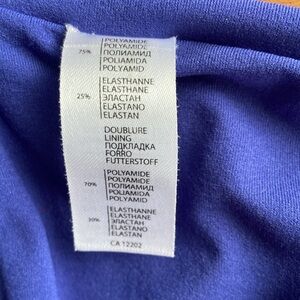 POLYAMIDE
POLYAMIDE
75% ПОЛИАМИД
POLIAMIDA
POLYAMID
ELASTHANNE
ELASTHANE
25% ЭЛАСТАН
ELASTANO
ELASTAN
DOUBLURE
LINING
ПОДКЛАДКА
FORRO
FUTTERSTOFF
POLYAMIDE
POLYAMIDE
70% ПОЛИАМИД
POLIAMIDA
POLYAMID
ELASTHANNE
ELASTHANE
30% ЭЛАСТАН
ELASTANO
ELASTAN
CA 12202